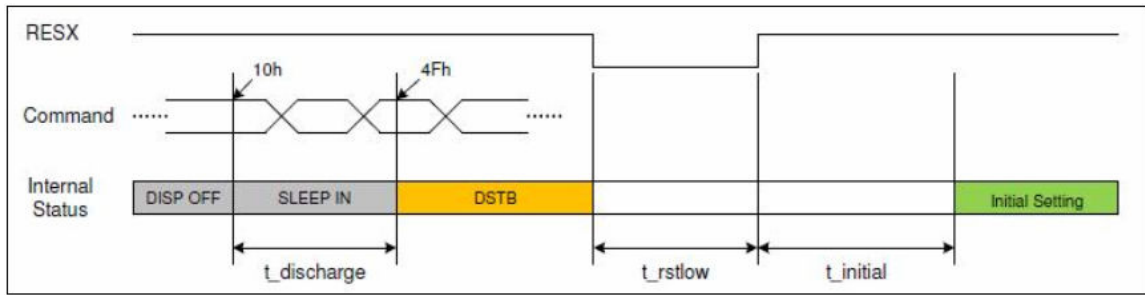 RESX
10h
4Fh
Command
......
......
Internal
Status
DISP OFF
SLEEP IN
DSTB
Initial Setting
t_discharge
t_rstlow
t_initial